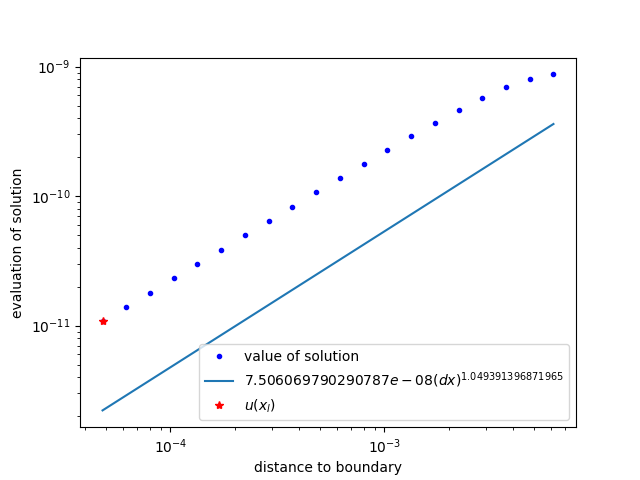 10⁻⁹
10⁻¹⁰
10⁻¹¹
evaluation of solution
value of solution
7.506069790290787e − 08(dx)^1.049391396871965
u(x_l)
10⁻⁴
10⁻³
distance to boundary